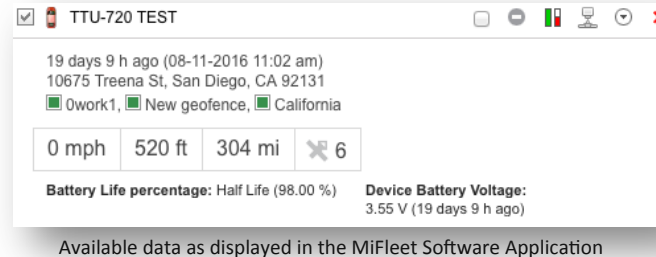 TTU-720 TEST
19 days 9 h ago (08-11-2016 11:02 am)
10675 Treena St, San Diego, CA 92131
0work1, New geofence, California
0 mph 520 ft 304 mi 6
Battery Life percentage: Half Life (98.00 %) Device Battery Voltage:
3.55 V (19 days 9 h ago)
Available data as displayed in the MiFleet Software Application